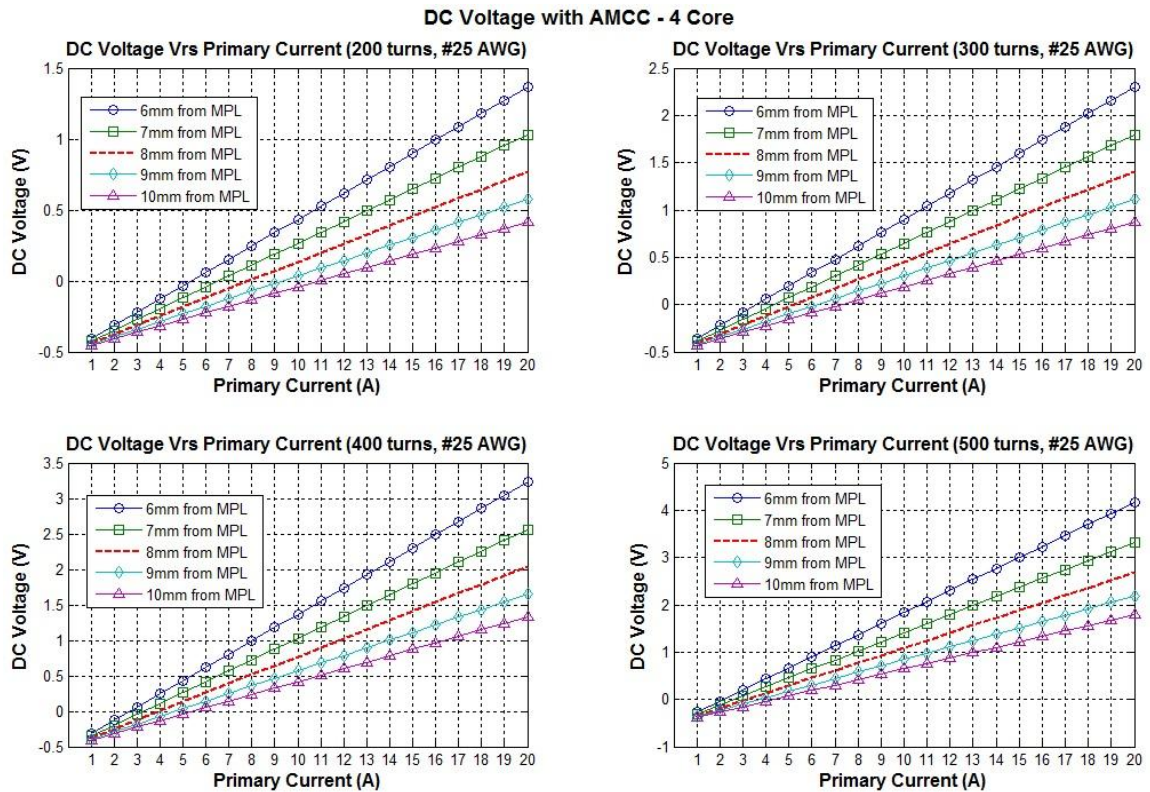 DC Voltage with AMCC - 4 Core
DC Voltage Vrs Primary Current (200 turns, #25 AWG)
1.5
1
0.5
0
-0.5
DC Voltage (V)
6mm from MPL
7mm from MPL
8mm from MPL
9mm from MPL
10mm from MPL
1 2 3 4 5 6 7 8 9 10 11 12 13 14 15 16 17 18 19 20
Primary Current (A)
DC Voltage Vrs Primary Current (300 turns, #25 AWG)
2.5
2
1.5
1
0.5
0
-0.5
DC Voltage (V)
6mm from MPL
7mm from MPL
8mm from MPL
9mm from MPL
10mm from MPL
1 2 3 4 5 6 7 8 9 10 11 12 13 14 15 16 17 18 19 20
Primary Current (A)
DC Voltage Vrs Primary Current (400 turns, #25 AWG)
3.5
3
2.5
2
1.5
1
0.5
0
-0.5
DC Voltage (V)
6mm from MPL
7mm from MPL
8mm from MPL
9mm from MPL
10mm from MPL
1 2 3 4 5 6 7 8 9 10 11 12 13 14 15 16 17 18 19 20
Primary Current (A)
DC Voltage Vrs Primary Current (500 turns, #25 AWG)
5
4
3
2
1
0
-1
DC Voltage (V)
6mm from MPL
7mm from MPL
8mm from MPL
9mm from MPL
10mm from MPL
1 2 3 4 5 6 7 8 9 10 11 12 13 14 15 16 17 18 19 20
Primary Current (A)